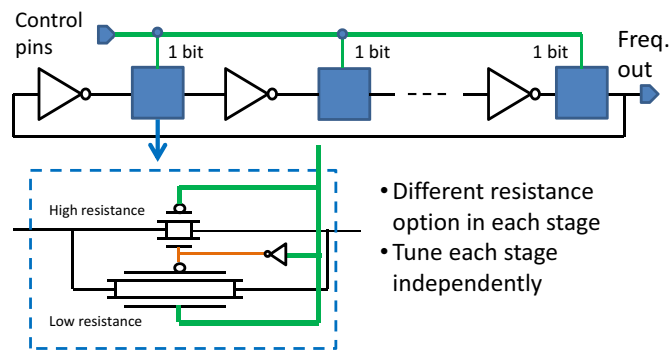 Control
pins
1 bit
1 bit
1 bit
Freq.
out
High resistance
Low resistance
• Different resistance
option in each stage
• Tune each stage
independently